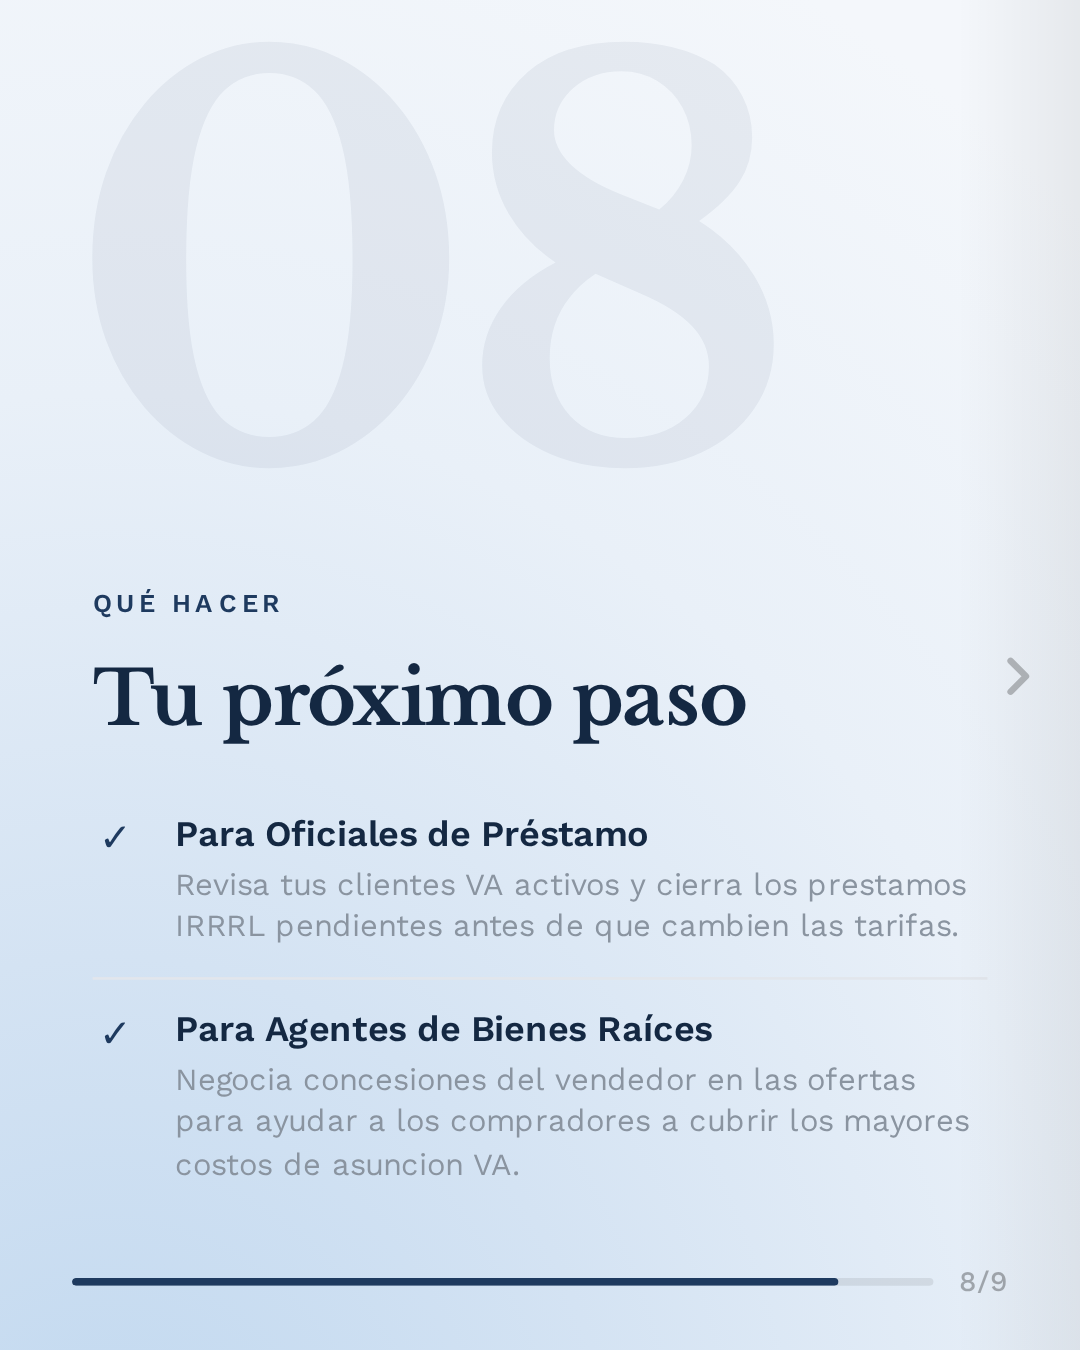 08
QUÉ HACER
Tu próximo paso
✓ Para Oficiales de Préstamo
Revisa tus clientes VA activos y cierra los prestamos
IRRRL pendientes antes de que cambien las tarifas.
✓ Para Agentes de Bienes Raíces
Negocia concesiones del vendedor en las ofertas
para ayudar a los compradores a cubrir los mayores
costos de asuncion VA.
8/9